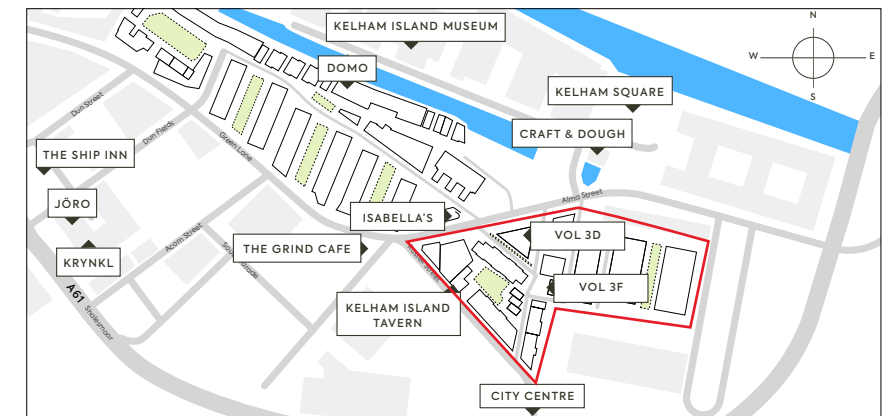 KELHAM ISLAND MUSEUM
N
W
E
S
DOMO
KELHAM SQUARE
CRAFT & DOUGH
Dun Street
Dun Fields
Green Lane
THE SHIP INN
JÖRO
Alma Street
ISABELLA'S
VOL 3D
Acorn Street
THE GRIND CAFE
KRYNKL
VOL 3F
A61
Shalesmoor
KELHAM ISLAND
TAVERN
CITY CENTRE